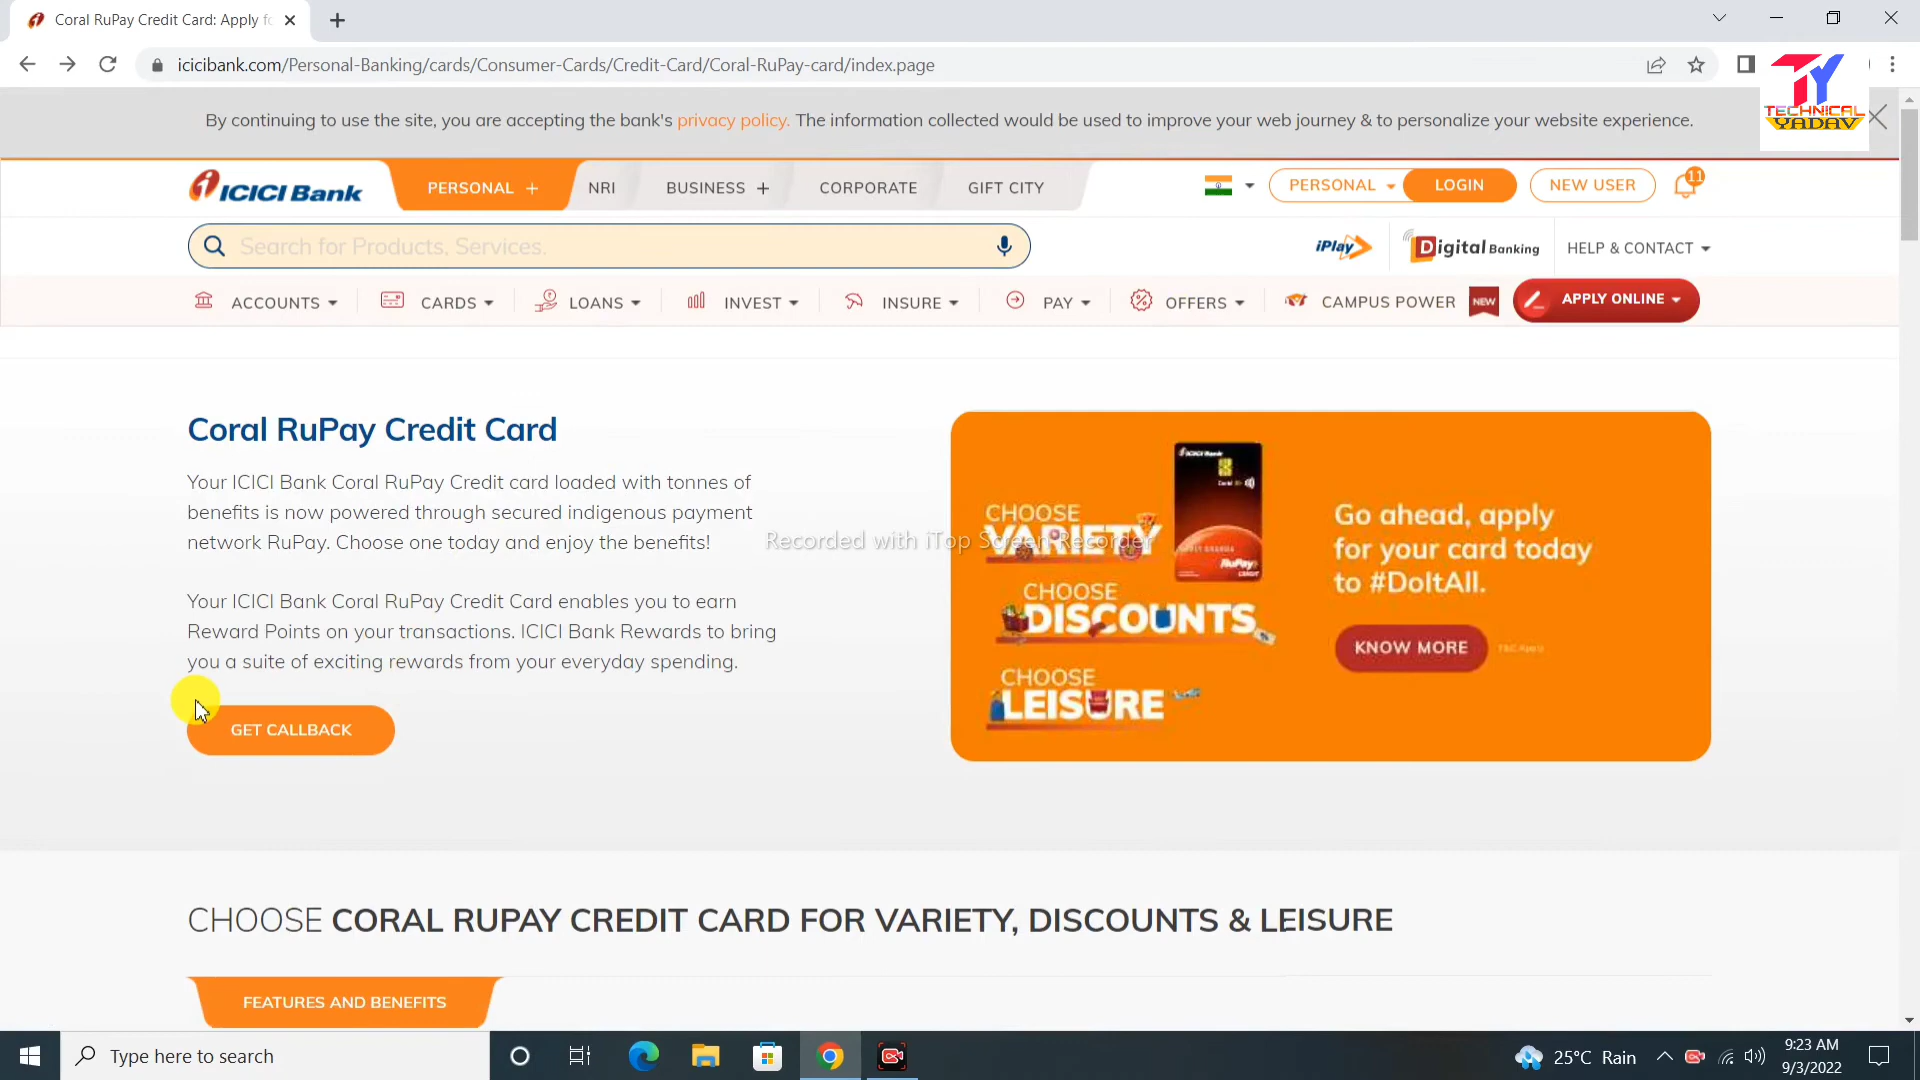 Coral RuPay Credit Card: Apply fo
icicibank.com/Personal-Banking/cards/Consumer-Cards/Credit-Card/Coral-RuPay-card/index.page
TY
TECHNICAL
YADAV
By continuing to use the site, you are accepting the bank's privacy policy. The information collected would be used to improve your web journey & to personalize your website experience.
ICICI Bank
PERSONAL +
NRI
BUSINESS +
CORPORATE
GIFT CITY
PERSONAL
LOGIN
NEW USER
11
Search for Products, Services.
iPlay
Digital Banking
HELP & CONTACT
ACCOUNTS
CARDS
LOANS
INVEST
INSURE
PAY
OFFERS
CAMPUS POWER
NEW
APPLY ONLINE
Coral RuPay Credit Card
Your ICICI Bank Coral RuPay Credit card loaded with tonnes of
benefits is now powered through secured indigenous payment
network RuPay. Choose one today and enjoy the benefits!
Your ICICI Bank Coral RuPay Credit Card enables you to earn
Reward Points on your transactions. ICICI Bank Rewards to bring
you a suite of exciting rewards from your everyday spending.
GET CALLBACK
Recorded with iTop Screen Recorder
CHOOSE
VARIETY
CHOOSE
DISCOUNTS
CHOOSE
LEISURE
ICICI Bank
RuPay
Go ahead, apply
for your card today
to #DoItAll.
KNOW MORE
CHOOSE CORAL RUPAY CREDIT CARD FOR VARIETY, DISCOUNTS & LEISURE
FEATURES AND BENEFITS
Type here to search
25°C Rain
9:23 AM
9/3/2022